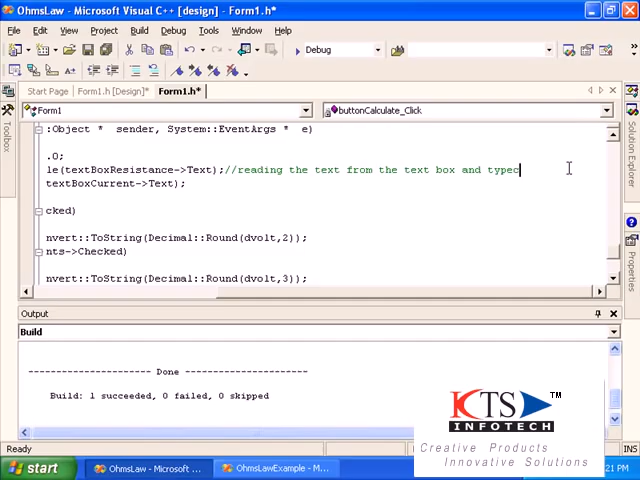 OhmsLaw - Microsoft Visual C++ [design] - Form1.h*
File Edit View Project Build Debug Tools Window Help
Debug
Start Page Form1.h [Design]* Form1.h*
Form1 buttonCalculate_Click
:Object * sender, System::EventArgs * e)
.0;
le(textBoxResistance->Text);//reading the text from the text box and typec
textBoxCurrent->Text);
cked)
nvert::ToString(Decimal::Round(dvolt,2));
nts->Checked)
nvert::ToString(Decimal::Round(dvolt,3));
Toolbox
Solution Explorer
Properties
Output
Build
---------------------- Done ----------------------
Build: 1 succeeded, 0 failed, 0 skipped
Ready
INS
KTS TM
INFOTECH
Creative Products
Innovative Solutions
start OhmsLaw - Microsoft ... OhmsLawExample - M... :21 PM